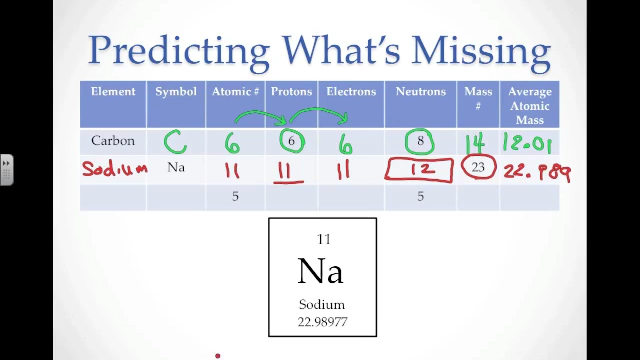 Predicting What's Missing
Element Symbol Atomic # Protons Electrons Neutrons Mass # Average Atomic Mass
Carbon C 6 6 6 8 14 12.01
Sodium Na 11 11 11 12 23 22.989
5 5
11
Na
Sodium
22.98977